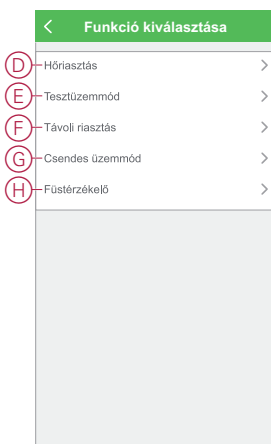 Funkció kiválasztása
D Hőriasztás
E Tesztüzemmód
F Távoli riasztás
G Csendes üzemmód
H Füstérzékelő